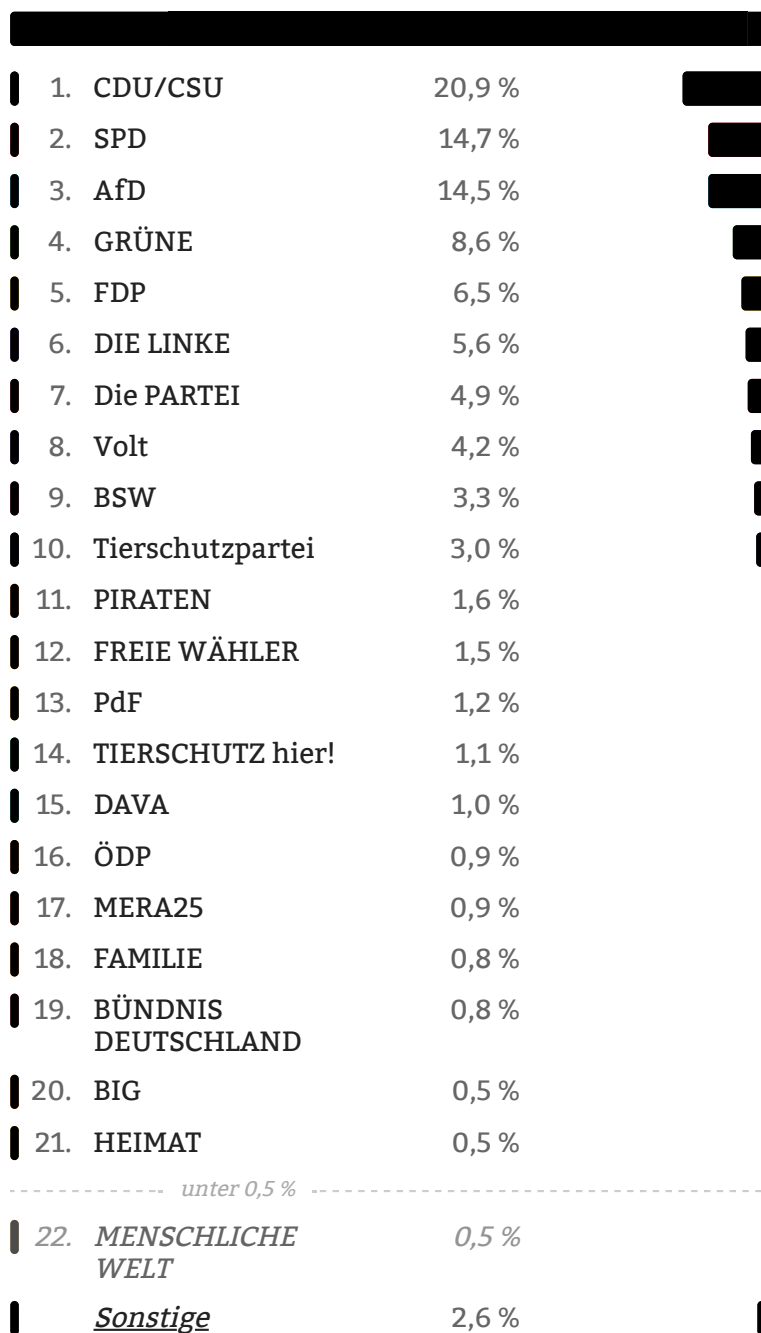 1. CDU/CSU 20,9 %
2. SPD 14,7 %
3. AfD 14,5 %
4. GRÜNE 8,6 %
5. FDP 6,5 %
6. DIE LINKE 5,6 %
7. Die PARTEI 4,9 %
8. Volt 4,2 %
9. BSW 3,3 %
10. Tierschutzpartei 3,0 %
11. PIRATEN 1,6 %
12. FREIE WÄHLER 1,5 %
13. PdF 1,2 %
14. TIERSCHUTZ hier! 1,1 %
15. DAVA 1,0 %
16. ÖDP 0,9 %
17. MERA25 0,9 %
18. FAMILIE 0,8 %
19. BÜNDNIS 0,8 %
DEUTSCHLAND
20. BIG 0,5 %
21. HEIMAT 0,5 %
unter 0,5 %
22. MENSCHLICHE 0,5 %
WELT
Sonstige 2,6 %